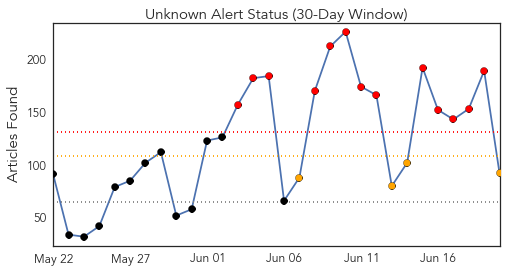 Unknown Alert Status (30-Day Window)
Articles Found
200
150
100
50
May 22
May 27
Jun 01
Jun 06
Jun 11
Jun 16